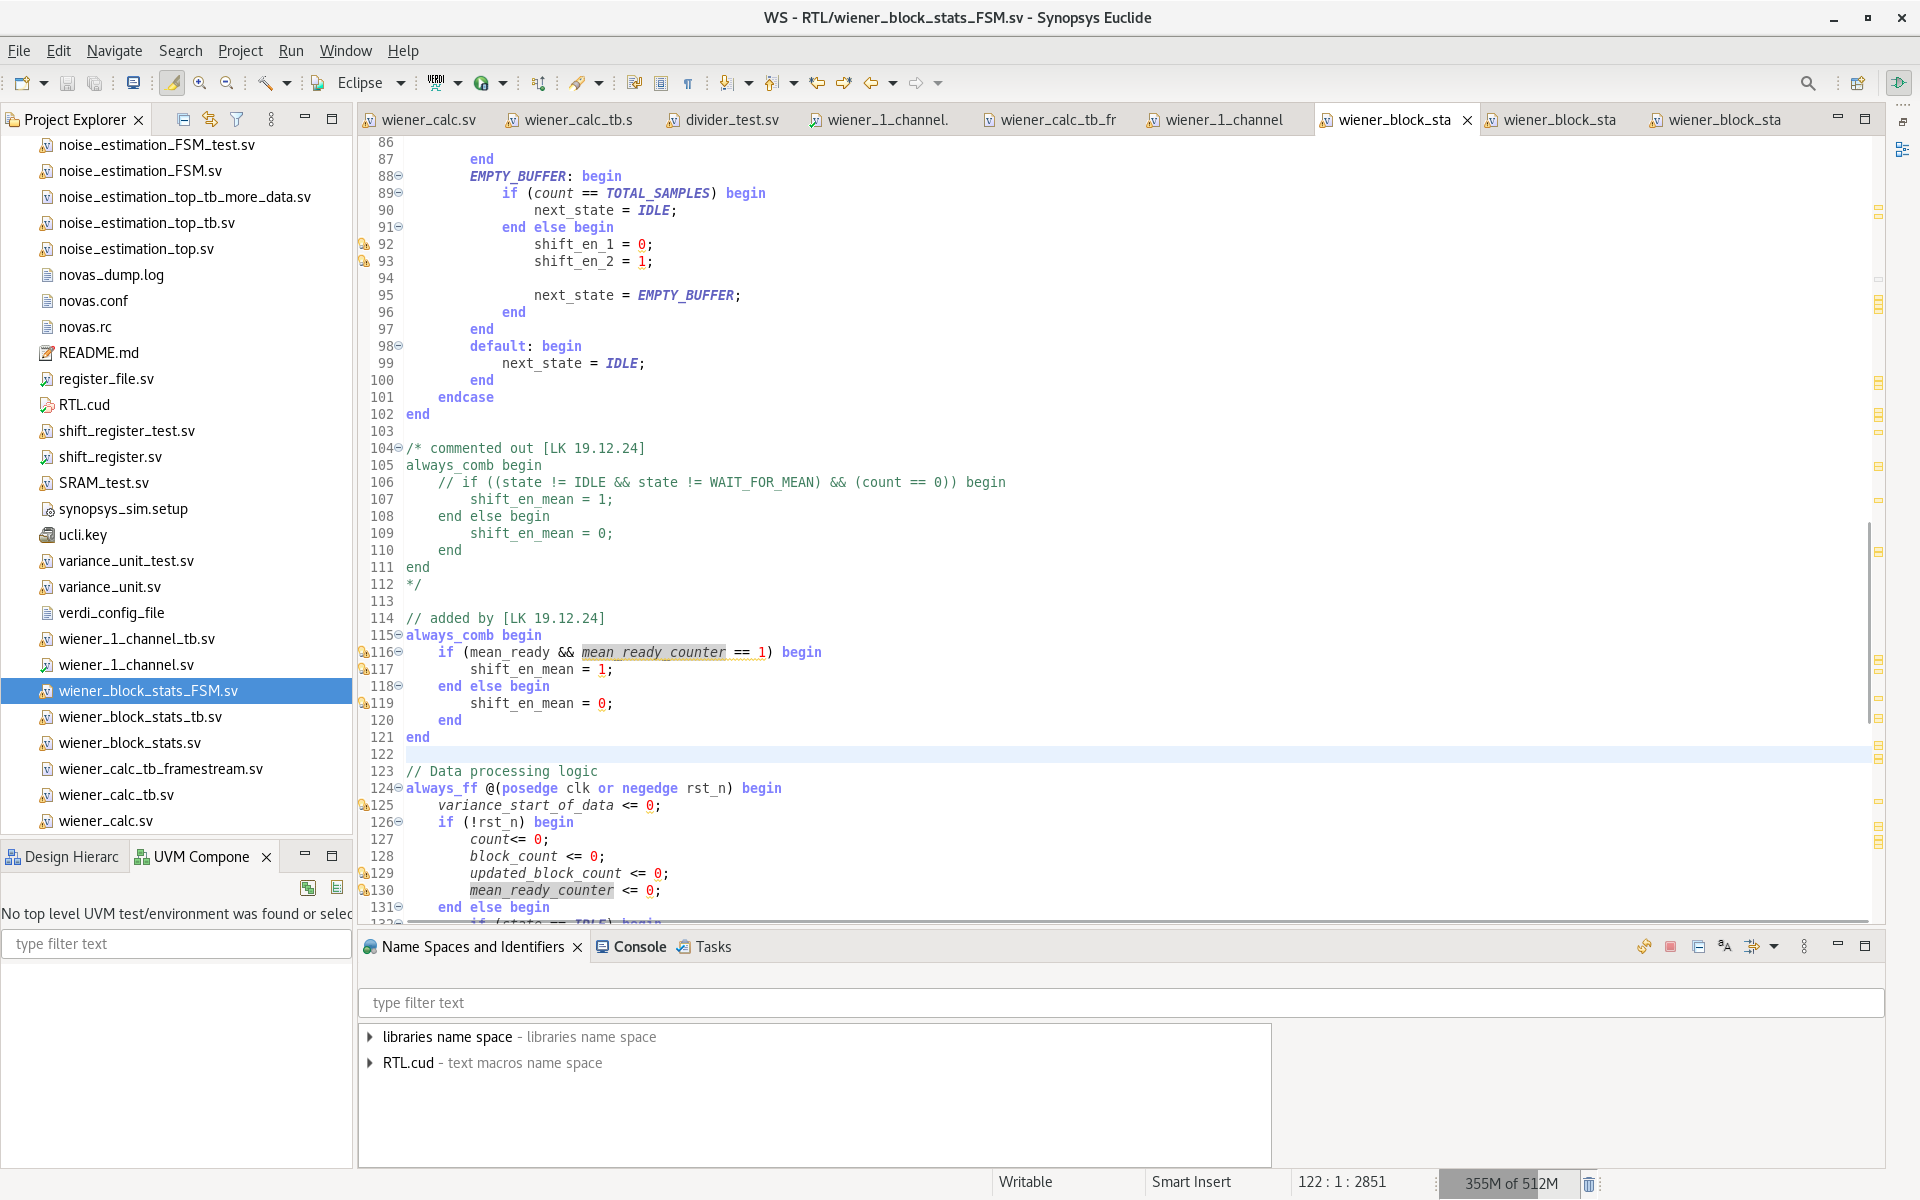 WS - RTL/wiener_block_stats_FSM.sv - Synopsys Euclide
File Edit Navigate Search Project Run Window Help
Eclipse
Project Explorer
noise_estimation_FSM_test.sv
noise_estimation_FSM.sv
noise_estimation_top_tb_more_data.sv
noise_estimation_top_tb.sv
noise_estimation_top.sv
novas_dump.log
novas.conf
novas.rc
README.md
register_file.sv
RTL.cud
shift_register_test.sv
shift_register.sv
SRAM_test.sv
synopsys_sim.setup
ucli.key
variance_unit_test.sv
variance_unit.sv
verdi_config_file
wiener_1_channel_tb.sv
wiener_1_channel.sv
wiener_block_stats_FSM.sv
wiener_block_stats_tb.sv
wiener_block_stats.sv
wiener_calc_tb_framestream.sv
wiener_calc_tb.sv
wiener_calc.sv
Design Hierarc UVM Compone
No top level UVM test/environment was found or selec
type filter text
wiener_calc.sv wiener_calc_tb.s divider_test.sv wiener_1_channel. wiener_calc_tb_fr wiener_1_channel wiener_block_sta wiener_block_sta wiener_block_sta
86
87 end
88 EMPTY_BUFFER: begin
89 if (count == TOTAL_SAMPLES) begin
90 next_state = IDLE;
91 end else begin
92 shift_en_1 = 0;
93 shift_en_2 = 1;
94
95 next_state = EMPTY_BUFFER;
96 end
97 end
98 default: begin
99 next_state = IDLE;
100 end
101 endcase
102 end
103
104 /* commented out [LK 19.12.24]
105 always_comb begin
106 // if ((state != IDLE && state != WAIT_FOR_MEAN) && (count == 0)) begin
107 shift_en_mean = 1;
108 end else begin
109 shift_en_mean = 0;
110 end
111 end
112 */
113
114 // added by [LK 19.12.24]
115 always_comb begin
116 if (mean_ready && mean_ready_counter == 1) begin
117 shift_en_mean = 1;
118 end else begin
119 shift_en_mean = 0;
120 end
121 end
122
123 // Data processing logic
124 always_ff @(posedge clk or negedge rst_n) begin
125 variance_start_of_data <= 0;
126 if (!rst_n) begin
127 count<= 0;
128 block_count <= 0;
129 updated_block_count <= 0;
130 mean_ready_counter <= 0;
131 end else begin
132 if (state == IDLE) begin
Name Spaces and Identifiers Console Tasks
type filter text
libraries name space - libraries name space
RTL.cud - text macros name space
Writable Smart Insert 122 : 1 : 2851 355M of 512M